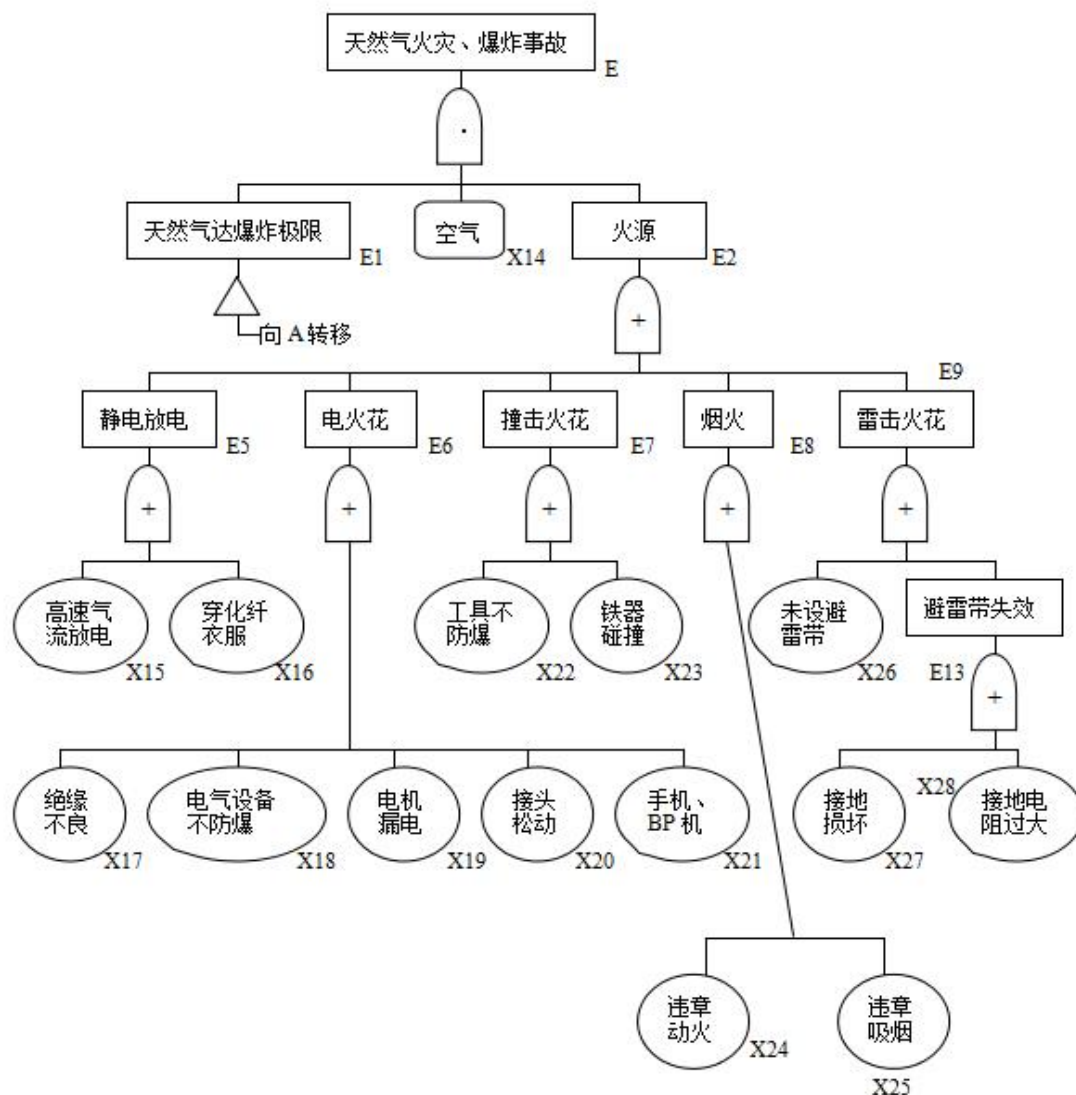 天然气火灾、爆炸事故
E
·
天然气达爆炸极限
E1
空气
X14
火源
E2
向A转移
+
E9
静电放电
E5
电火花
E6
撞击火花
E7
烟火
E8
雷击火花
+
+
+
+
+
高速气
流放电
X15
穿化纤
衣服
X16
工具不
防爆
X22
铁器
碰撞
X23
未设避
雷带
X26
避雷带失效
E13
+
绝缘
不良
X17
电气设备
不防爆
X18
电机
漏电
X19
接头
松动
X20
手机、
BP机
X21
接地
损坏
X27
X28
接地电
阻过大
违章
动火
X24
违章
吸烟
X25